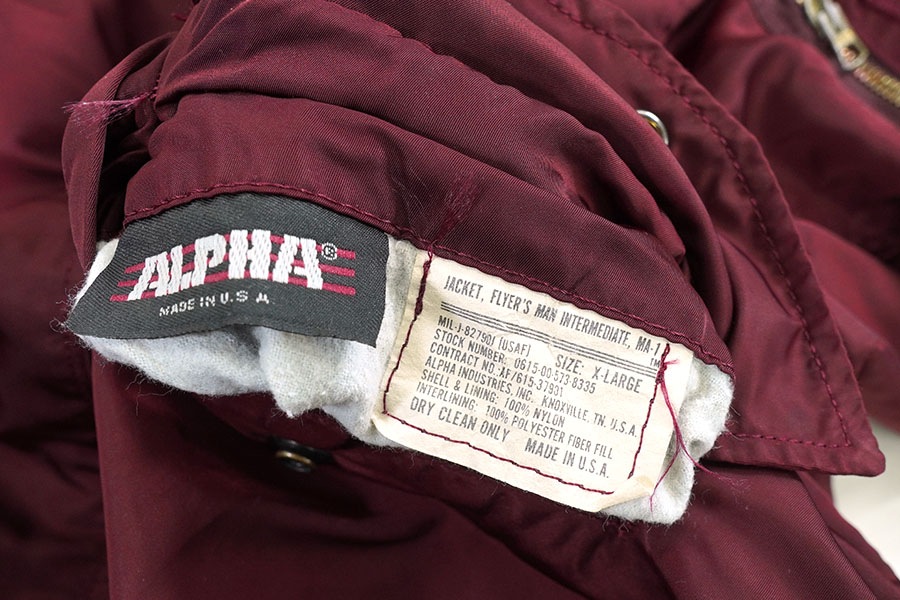 ALPHA®
MADE IN U.S.A.
JACKET, FLYER'S MAN INTERMEDIATE, MA-1
MIL-J-8279DJ [USAF] SIZE: X-LARGE
STOCK NUMBER: 0615-00-573-8335
CONTRACT NO. AF/615-37931
ALPHA INDUSTRIES, INC. KNOXVILLE, TN. U.S.A.
SHELL & LINING: 100% NYLON
INTERLINING: 100% POLYESTER FIBER FILL
DRY CLEAN ONLY MADE IN U.S.A.